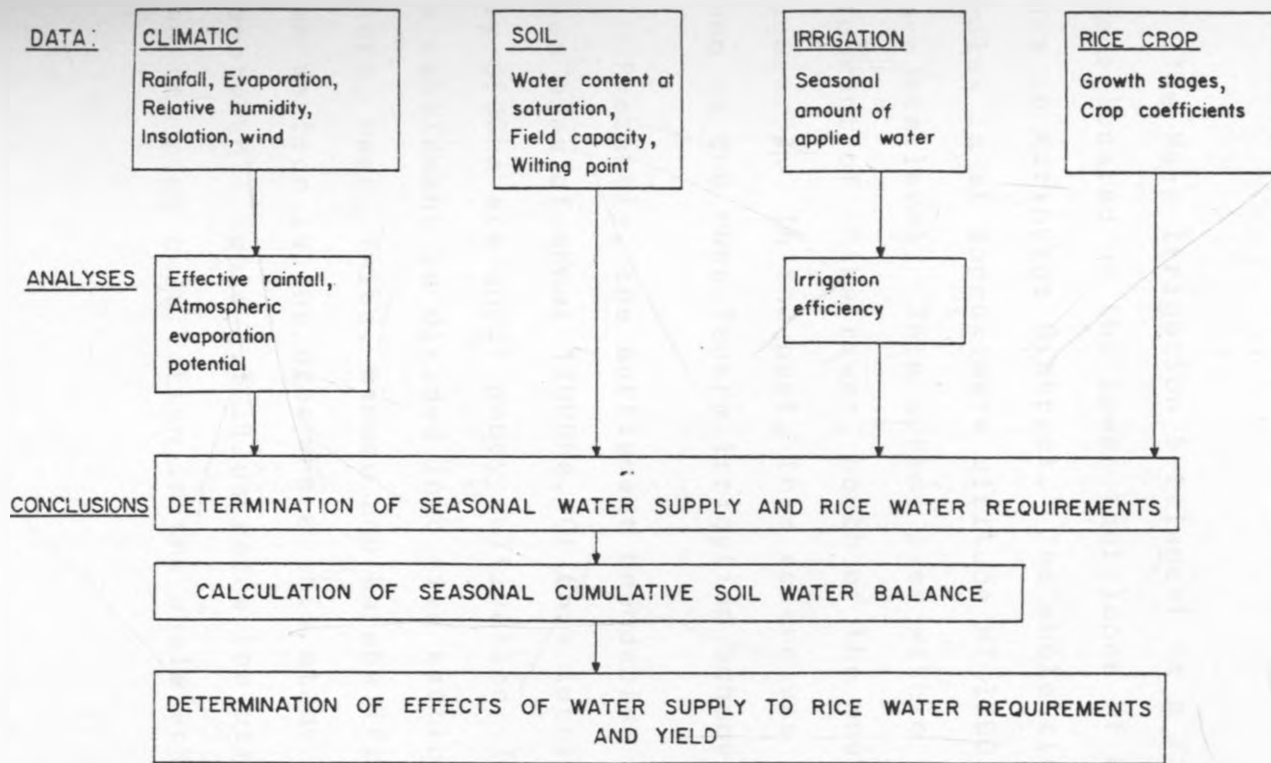 DATA:
CLIMATIC
Rainfall, Evaporation,
Relative humidity,
Insolation, wind
SOIL
Water content at
saturation,
Field capacity,
Wilting point
IRRIGATION
Seasonal
amount of
applied water
RICE CROP
Growth stages,
Crop coefficients
ANALYSES
Effective rainfall,
Atmospheric
evaporation
potential
Irrigation
efficiency
CONCLUSIONS
DETERMINATION OF SEASONAL WATER SUPPLY AND RICE WATER REQUIREMENTS
CALCULATION OF SEASONAL CUMULATIVE SOIL WATER BALANCE
DETERMINATION OF EFFECTS OF WATER SUPPLY TO RICE WATER REQUIREMENTS
AND YIELD